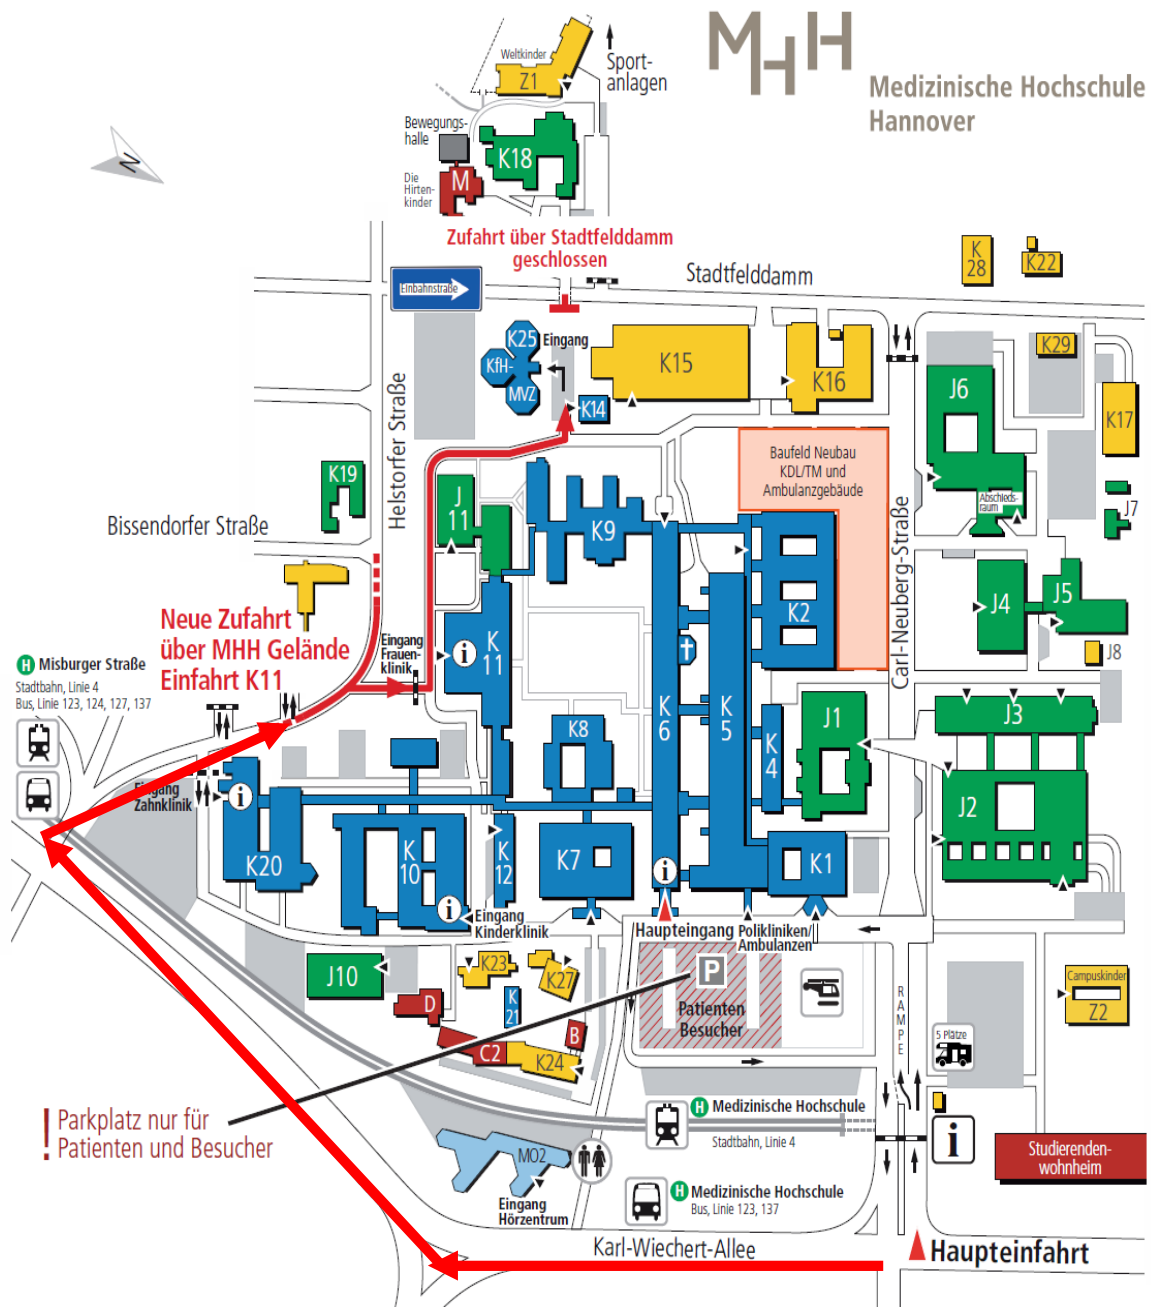 MHH
Medizinische Hochschule
Hannover
Weltkinder
Z1
Sport-
anlagen
Bewegungs-
halle
K18
M
Die
Hirten-
kinder
N
Zufahrt über Stadtfelddamm
geschlossen
Stadtfelddamm
K
28
K22
Einbahnstraße
K25
Eingang
KfH-
MVZ
K14
K15
K16
K29
J6
K17
Helstorfer Straße
K19
Bissendorfer Straße
J
11
K9
Baufeld Neubau
KDL/TM und
Ambulanzgebäude
Abschieds-
raum
J7
Carl-Neuberg-Straße
K2
J4
J5
J8
Neue Zufahrt
über MHH Gelände
Einfahrt K11
Eingang
Frauen-
klinik
i
K
11
H Misburger Straße
Stadtbahn, Linie 4
Bus, Linie 123, 124, 127, 137
K8
K
6
K
5
K
4
J1
J3
J2
Eingang
Zahnklinik
i
K20
K
10
K
12
K7
i
K1
i
Eingang
Kinderklinik
Haupteingang
Polikliniken/
Ambulanzen
J10
K23
K27
D
K
21
B
C2
K24
P
Patienten
Besucher
RAMPE
5 Plätze
Campuskinder
Z2
! Parkplatz nur für
Patienten und Besucher
H Medizinische Hochschule
Stadtbahn, Linie 4
i
Studierenden-
wohnheim
MO2
Eingang
Hörzentrum
H Medizinische Hochschule
Bus, Linie 123, 137
Karl-Wiechert-Allee
Haupteinfahrt